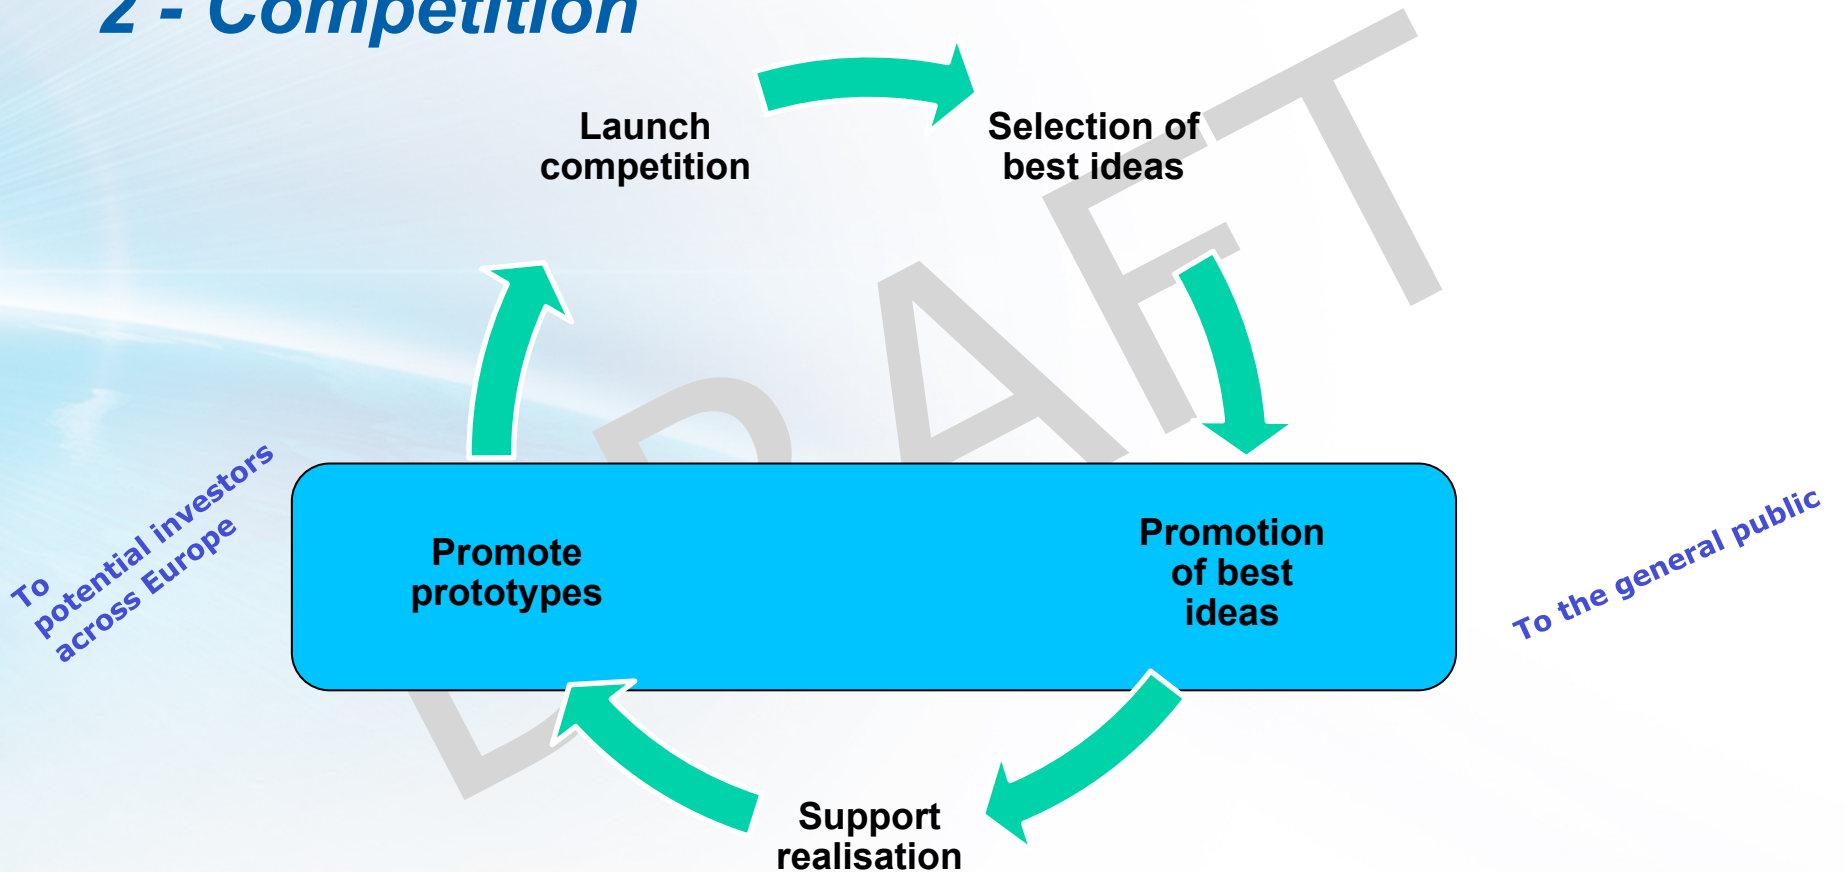 2 - Competition
Launch
competition
Selection of
best ideas
DRAFT
To
potential investors
across Europe
Promote
prototypes
Promotion
of best
ideas
To the general public
Support
realisation